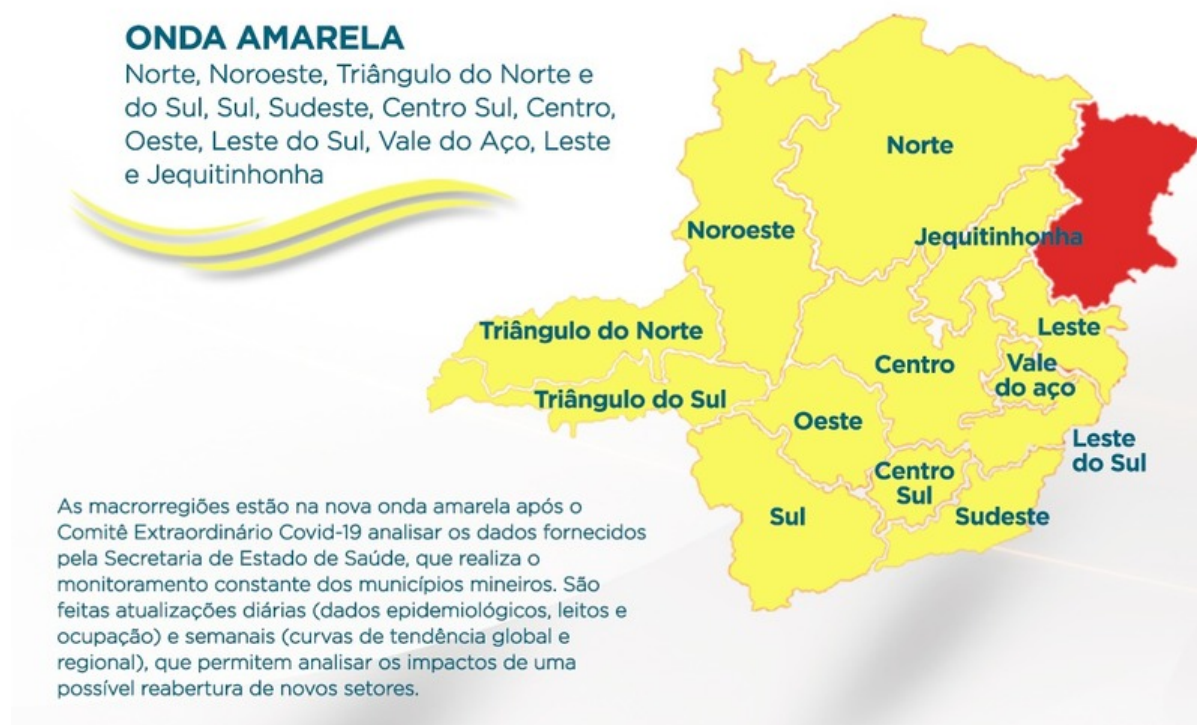 ONDA AMARELA
Norte, Noroeste, Triângulo do Norte e
do Sul, Sul, Sudeste, Centro Sul, Centro,
Oeste, Leste do Sul, Vale do Aço, Leste
e Jequitinhonha
Norte
Noroeste
Jequitinhonha
Triângulo do Norte
Leste
Centro
Vale
do aço
Triângulo do Sul
Oeste
Leste
do Sul
Centro
Sul
Sul
Sudeste
As macrorregiões estão na nova onda amarela após o
Comitê Extraordinário Covid-19 analisar os dados fornecidos
pela Secretaria de Estado de Saúde, que realiza o
monitoramento constante dos municípios mineiros. São
feitas atualizações diárias (dados epidemiológicos, leitos e
ocupação) e semanais (curvas de tendência global e
regional), que permitem analisar os impactos de uma
possível reabertura de novos setores.